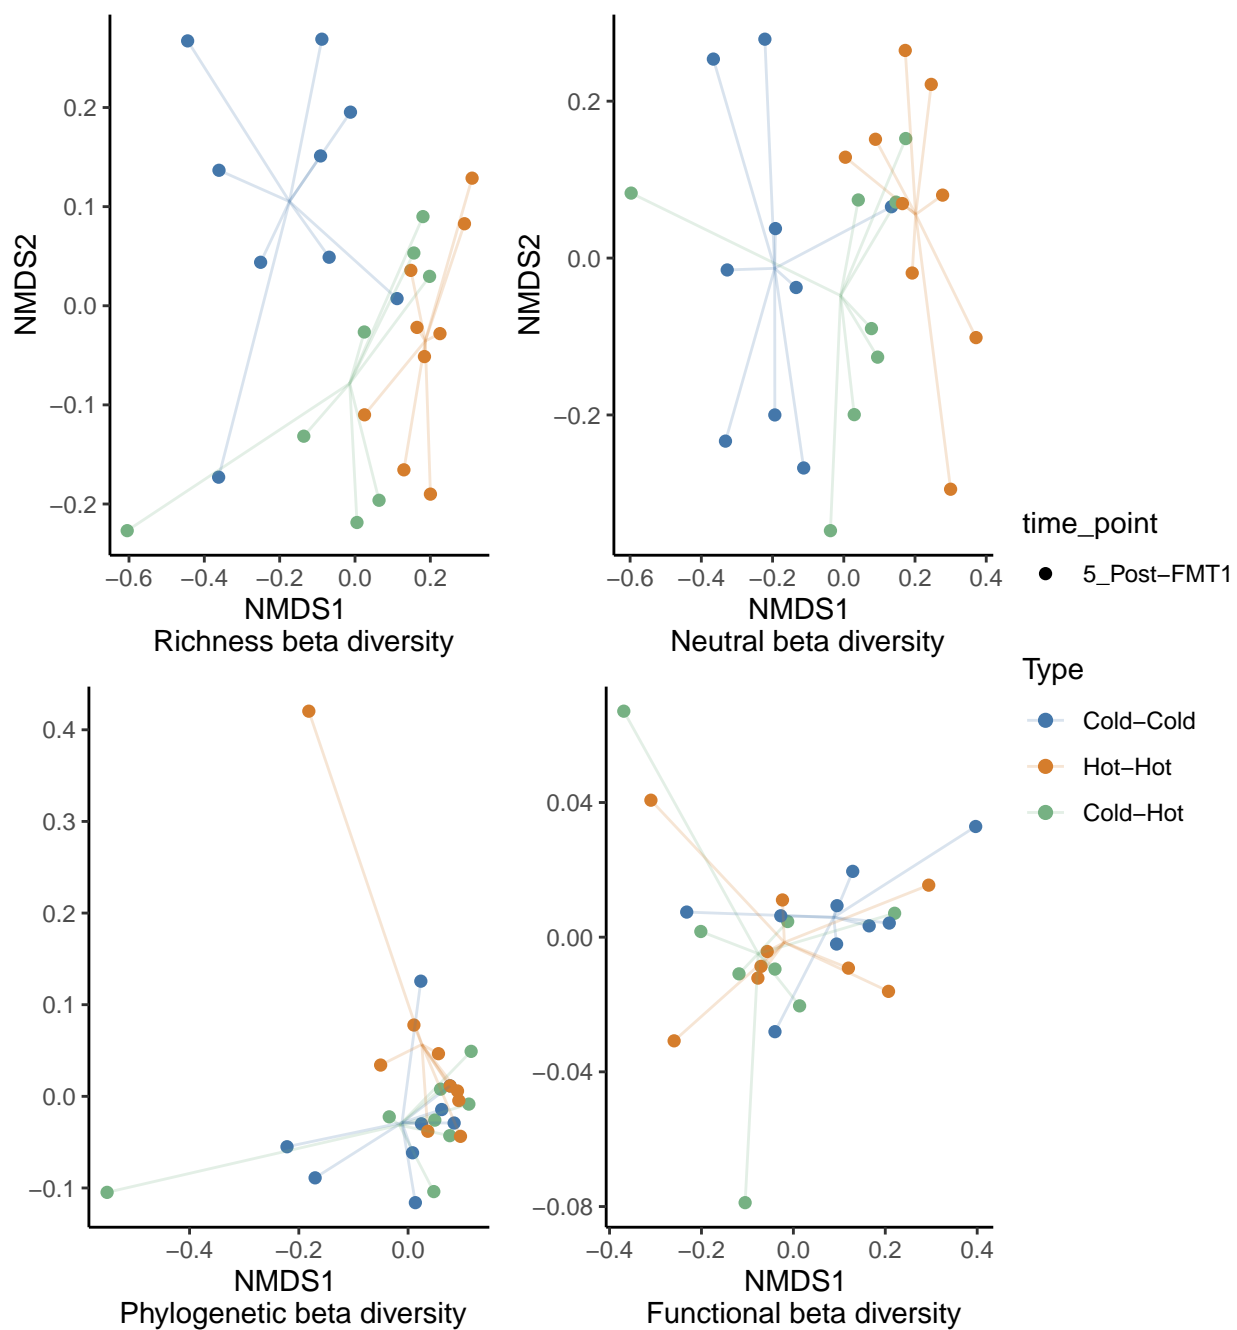 0.2
0.1
0.0
−0.1
−0.2
NMDS2
−0.6
−0.4
−0.2
0.0
0.2
NMDS1
Richness beta diversity
0.2
0.0
−0.2
NMDS2
−0.6
−0.4
−0.2
0.0
0.2
0.4
NMDS1
Neutral beta diversity
0.4
0.3
0.2
0.1
0.0
−0.1
−0.4
−0.2
0.0
NMDS1
Phylogenetic beta diversity
0.04
0.00
−0.04
−0.08
−0.4
−0.2
0.0
0.2
0.4
NMDS1
Functional beta diversity
time_point
5_Post−FMT1
Type
Cold−Cold
Hot−Hot
Cold−Hot